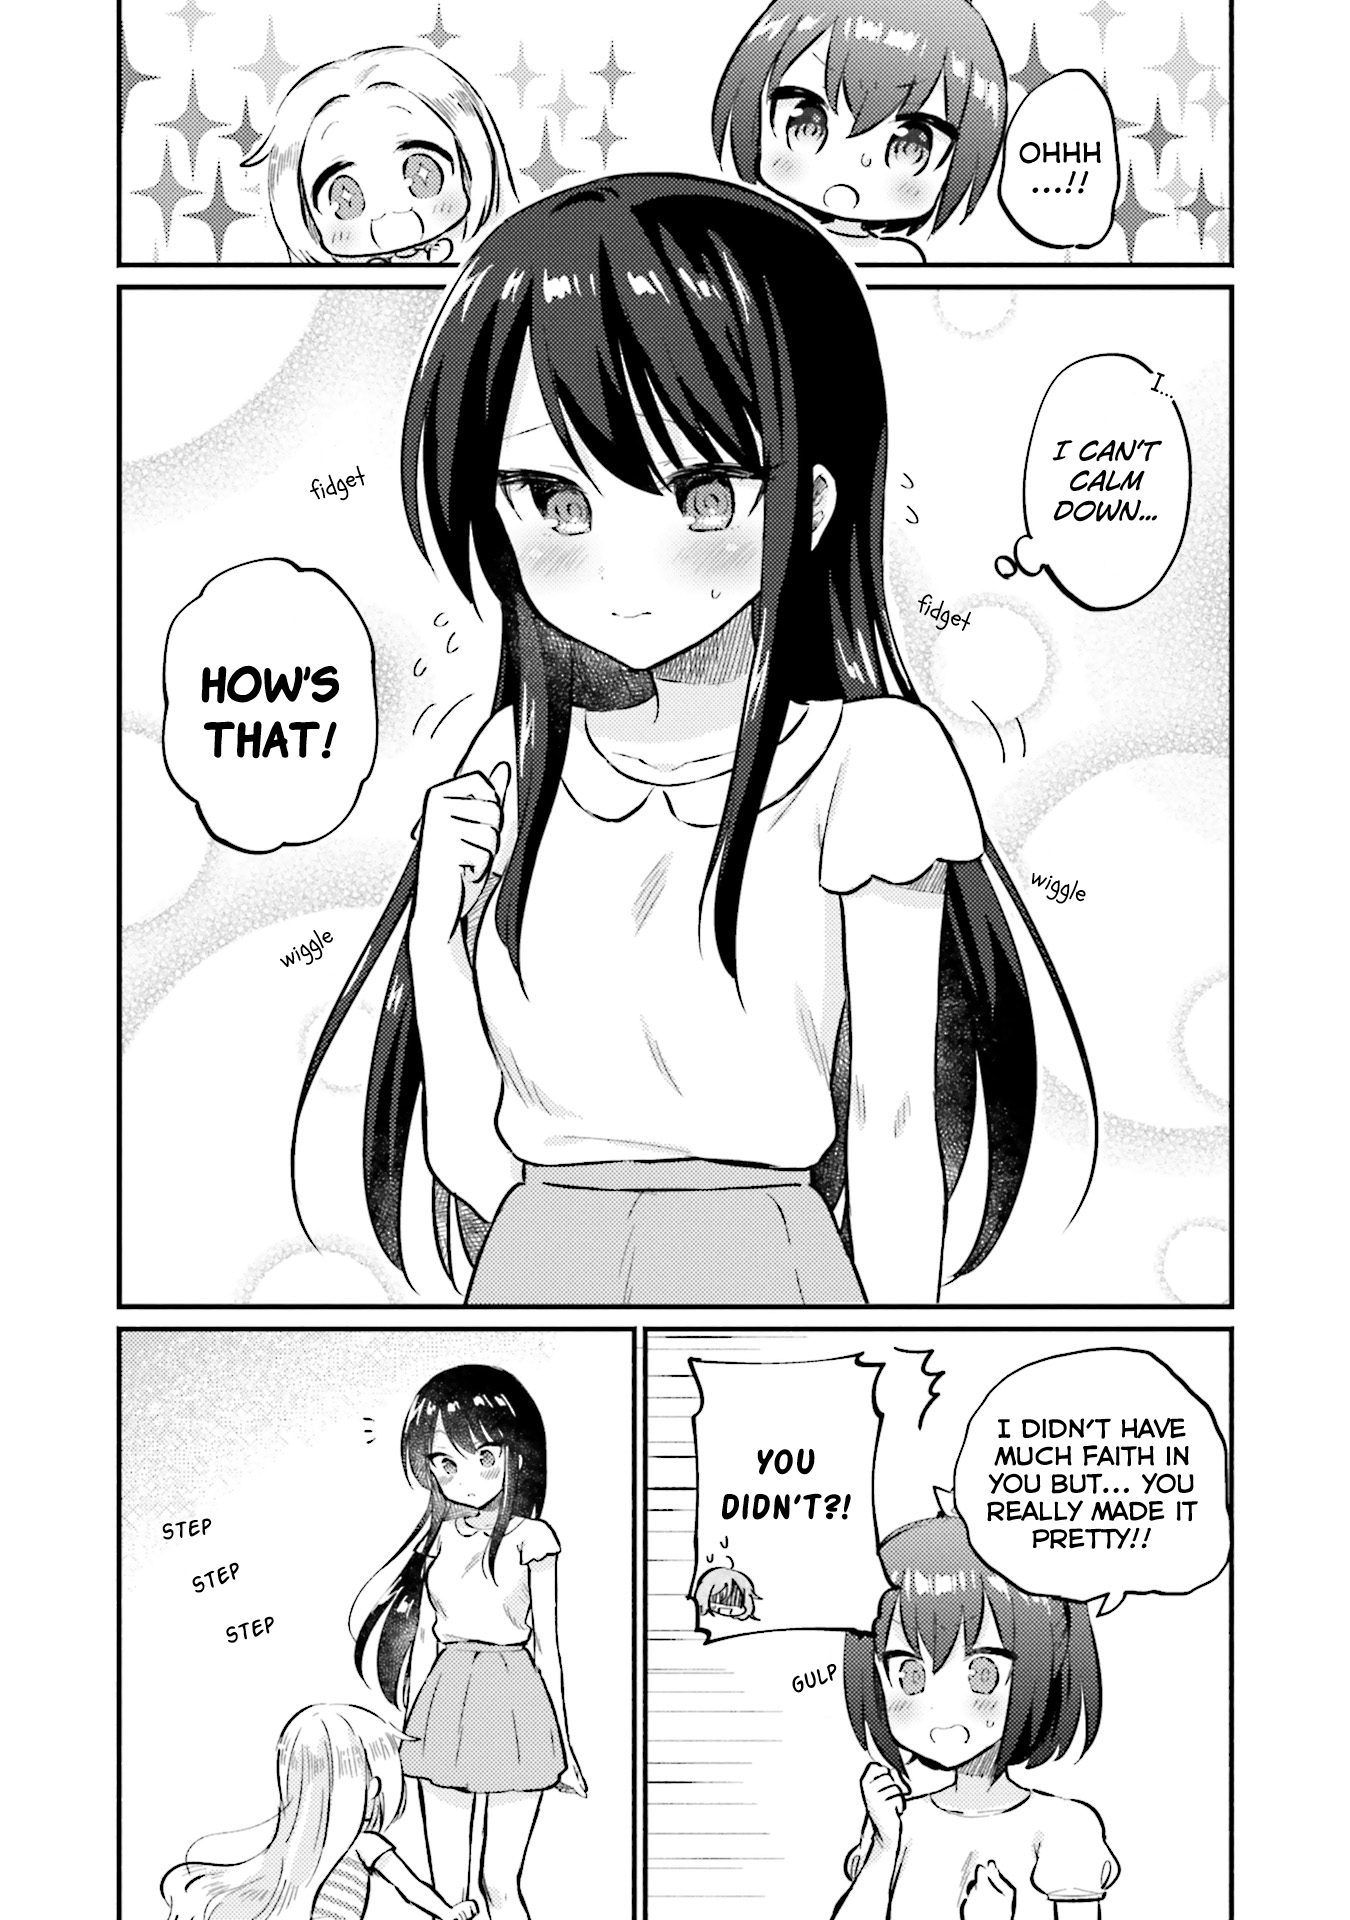 OHHH
...!!
I...
I CAN'T
CALM
DOWN...
fidget
fidget
HOW'S
THAT!
wiggle
wiggle
I DIDN'T HAVE
MUCH FAITH IN
YOU BUT... YOU
REALLY MADE IT
PRETTY!!
YOU
DIDN'T?!
GULP
STEP
STEP
STEP